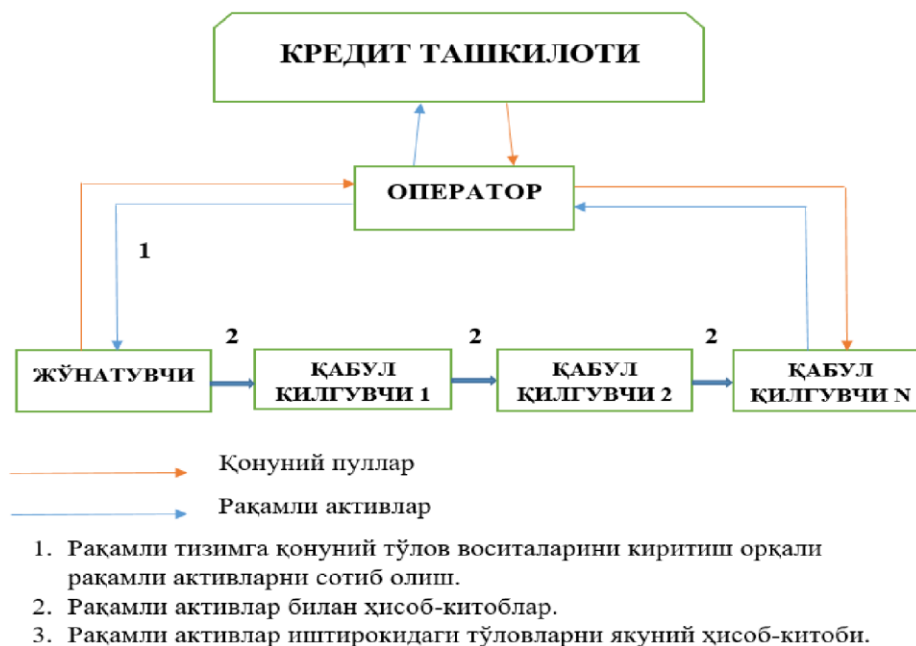 КРЕДИТ ТАШКИЛОТИ
ОПЕРАТОР
1
2
2
2
ЖЎНАТУВЧИ
ҚАБУЛ
ҚИЛГУВЧИ 1
ҚАБУЛ
ҚИЛГУВЧИ 2
ҚАБУЛ
ҚИЛГУВЧИ N
Қонуний пуллар
Рақамли активлар
1. Рақамли тизимга қонуний тўлов воситаларини киритиш орқали
рақамли активларни сотиб олиш.
2. Рақамли активлар билан ҳисоб-китоблар.
3. Рақамли активлар иштирокидаги тўловларни якуний ҳисоб-китоби.